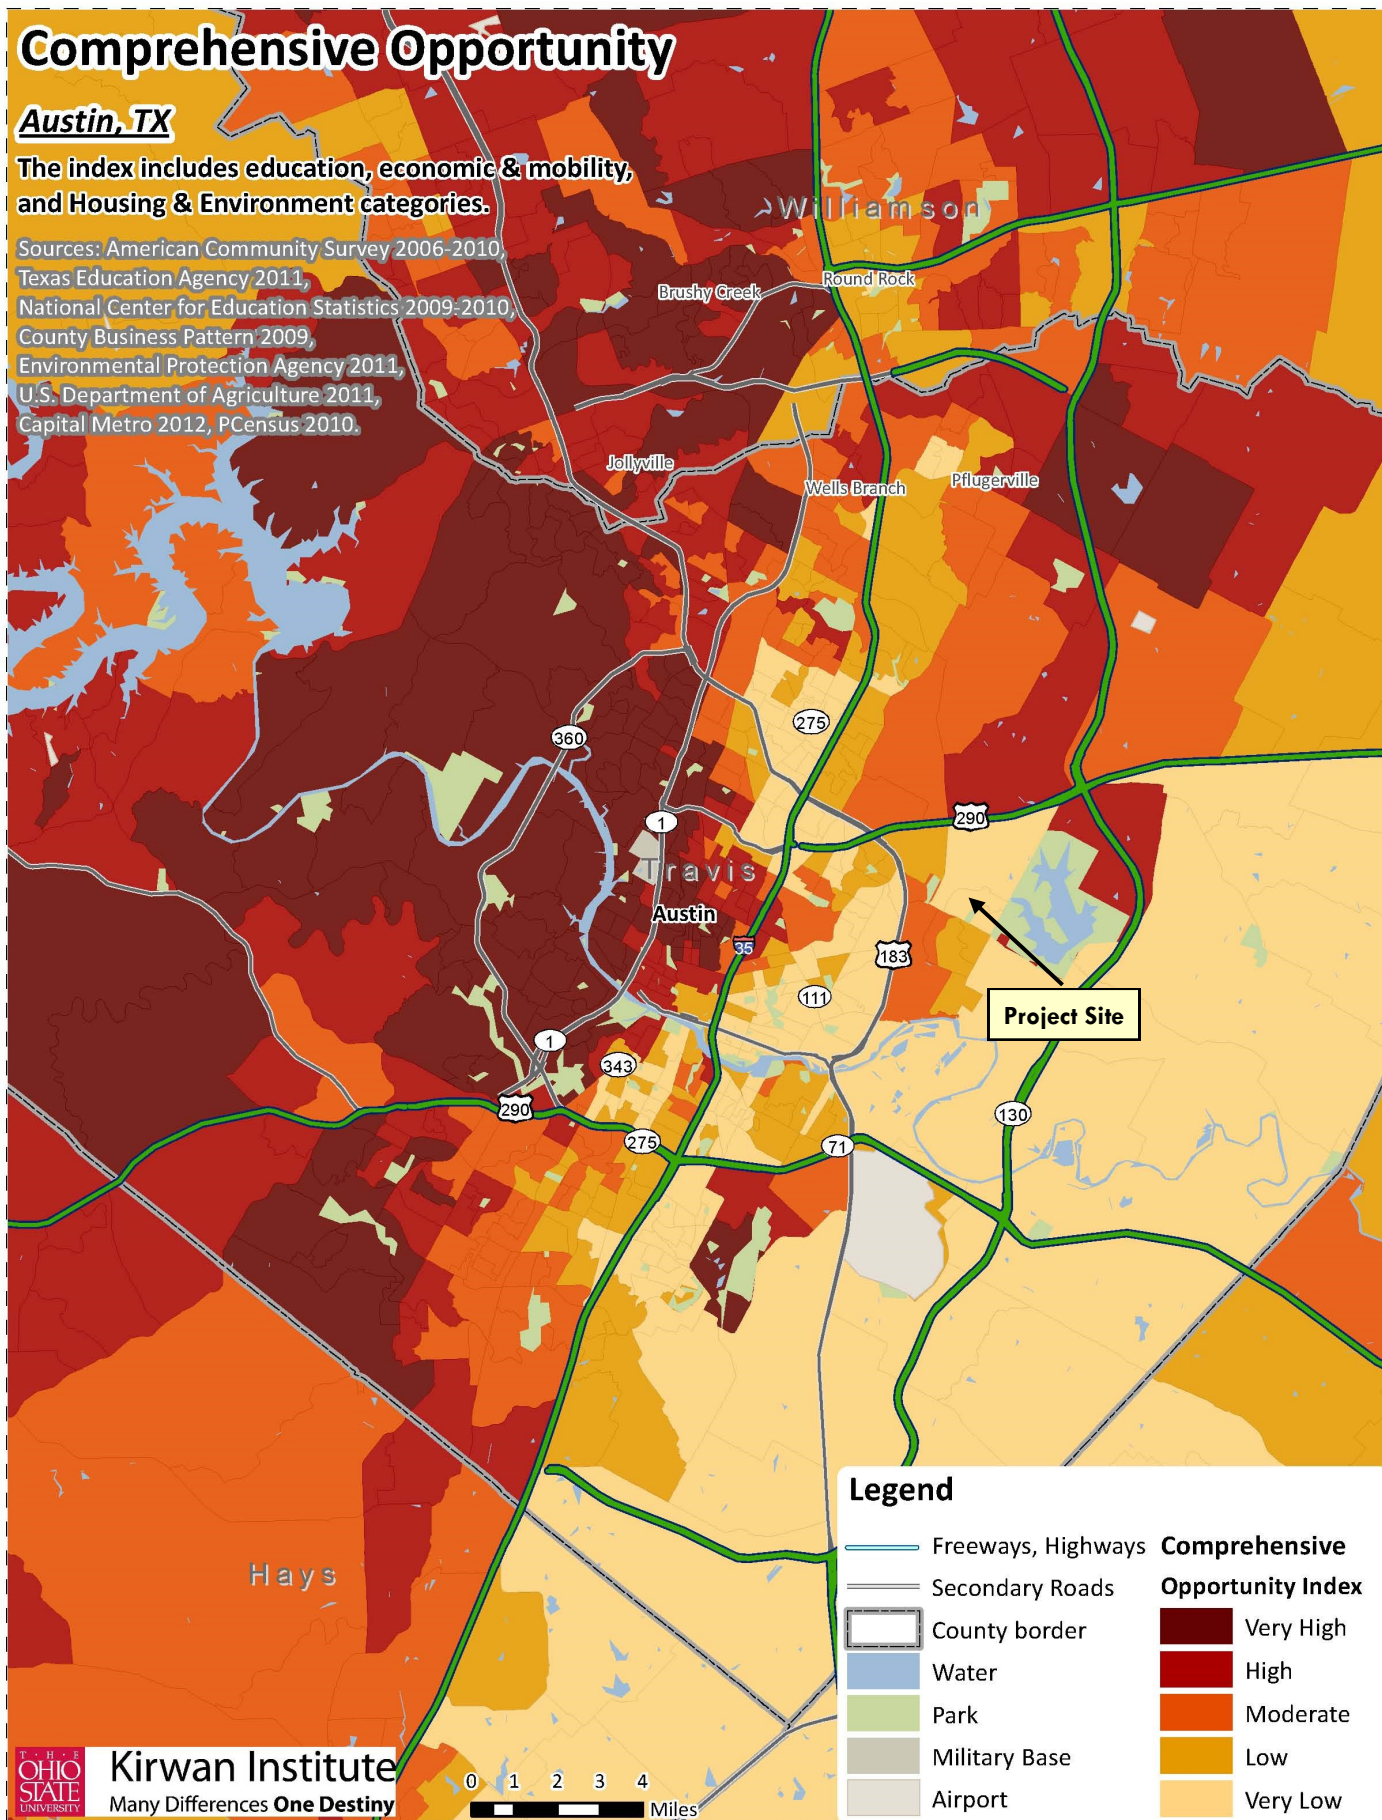 Comprehensive Opportunity
Austin, TX
The index includes education, economic & mobility,
and Housing & Environment categories.
Sources: American Community Survey 2006-2010,
Texas Education Agency 2011,
National Center for Education Statistics 2009-2010,
County Business Pattern 2009,
Environmental Protection Agency 2011,
U.S. Department of Agriculture 2011,
Capital Metro 2012, PCensus 2010.
Williamson
Brushy Creek
Round Rock
Jollyville
Wells Branch
Pflugerville
275
360
290
1
Travis
Austin
35
183
111
Project Site
1
343
290
275
71
130
Hays
Legend
Freeways, Highways
Secondary Roads
County border
Water
Park
Military Base
Airport
Comprehensive
Opportunity Index
Very High
High
Moderate
Low
Very Low
T·H·E
OHIO
STATE
UNIVERSITY
Kirwan Institute
Many Differences One Destiny
0 1 2 3 4
Miles